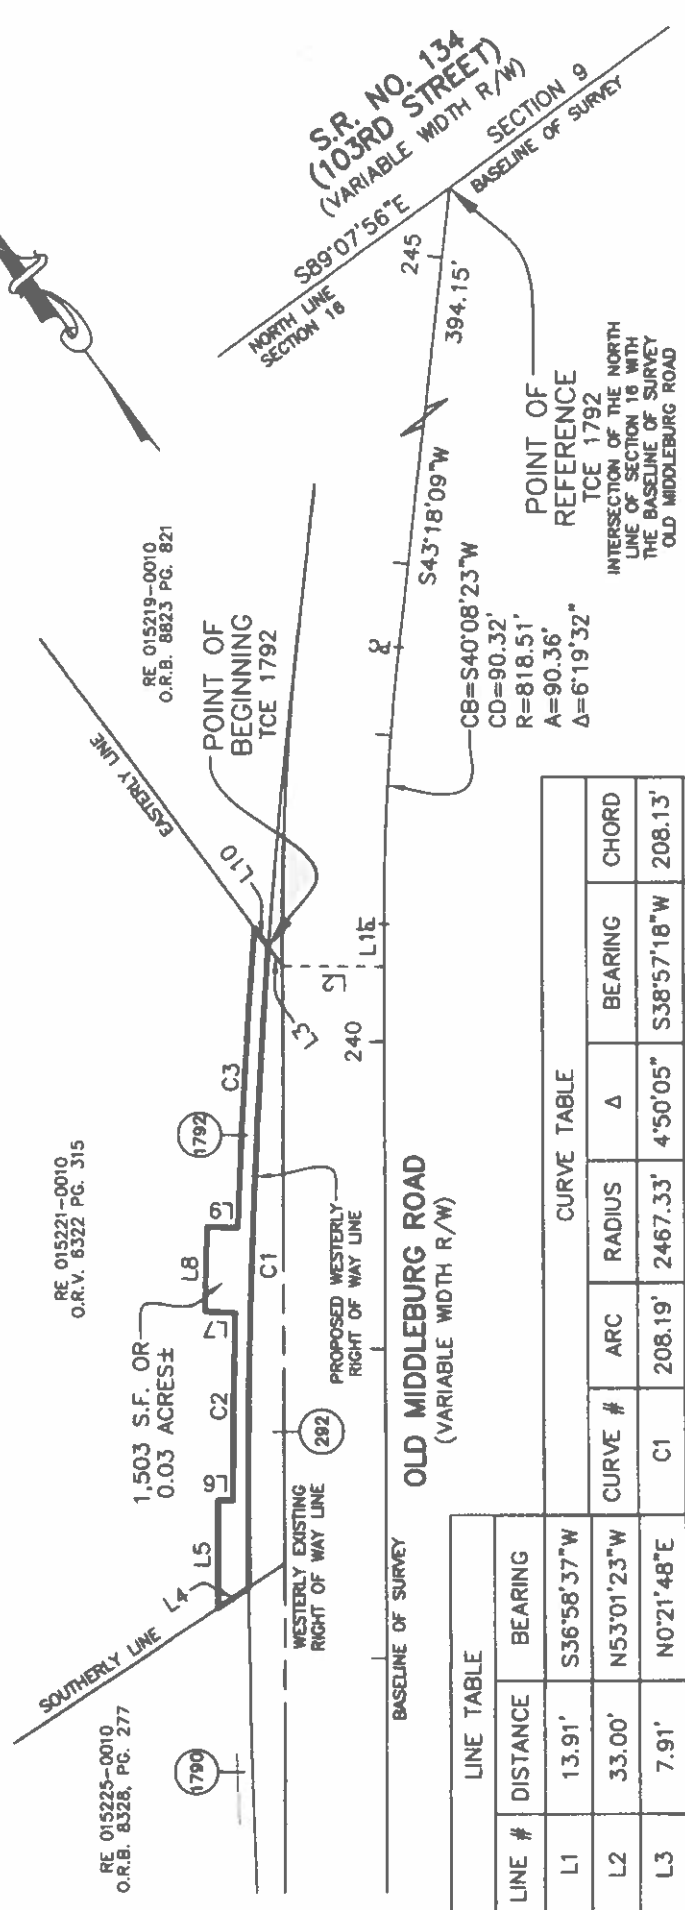 S.R. NO. 134
(103RD STREET)
(VARIABLE WIDTH R/W)
SECTION 9
BASELINE OF SURVEY
S89°07'56"E
NORTH LINE
SECTION 16
245
394.15'
S43°18'09"W
POINT OF
REFERENCE
TCE 1792
INTERSECTION OF THE NORTH
LINE OF SECTION 16 WITH
THE BASELINE OF SURVEY
OLD MIDDLEBURG ROAD
CB=S40°08'23"W
CD=90.32'
R=818.51'
A=90.36'
Δ=6°19'32"
RE 015219-0010
O.R.B. 8823 PG. 821
POINT OF
BEGINNING
TCE 1792
EASTERLY LINE
L10
L1
L2
L3
240
C3
1792
RE 015221-0010
O.R.V. 6322 PG. 315
L9
L8
L7
C1
PROPOSED WESTERLY
RIGHT OF WAY LINE
1,503 S.F. OR
0.03 ACRES±
C2
L6
L5
L4
292
WESTERLY EXISTING
RIGHT OF WAY LINE
OLD MIDDLEBURG ROAD
(VARIABLE WIDTH R/W)
BASELINE OF SURVEY
SOUTHERLY LINE
RE 015225-0010
O.R.B. 8328, PG. 277
1790
LINE TABLE
LINE # DISTANCE BEARING
L1 13.91' S36°58'37"W
L2 33.00' N53°01'23"W
L3 7.91' N0°21'48"E
CURVE TABLE
CURVE # ARC RADIUS Δ BEARING CHORD
C1 208.19' 2467.33' 4°50'05" S38°57'18"W 208.13'